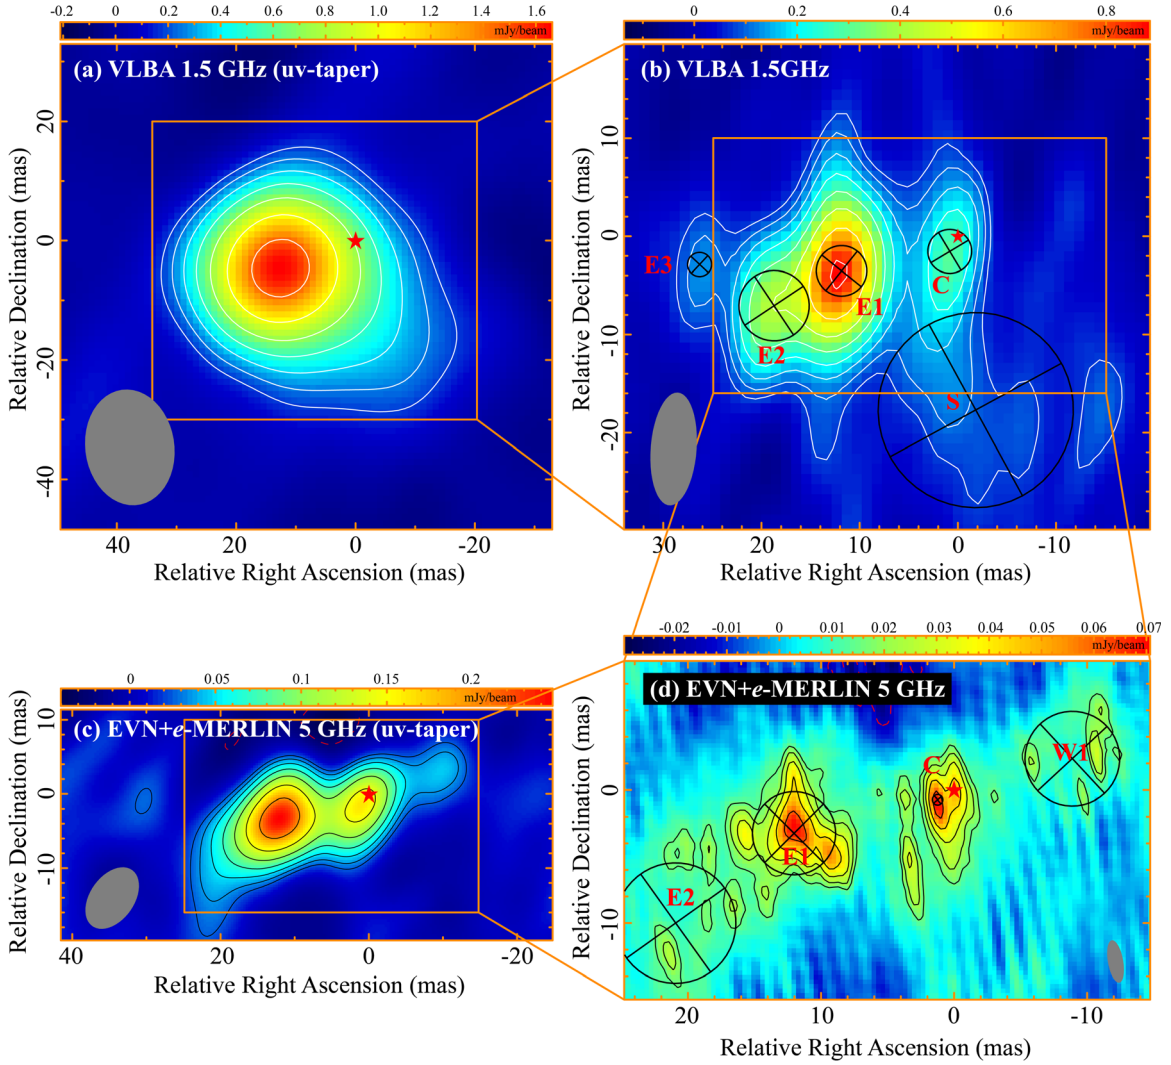 -0.2 0 0.2 0.4 0.6 0.8 1 1.2 1.4 1.6
mJy/beam
(a) VLBA 1.5 GHz (uv-taper)
20
0
-20
-40
Relative Declination (mas)
40 20 0 -20
Relative Right Ascension (mas)
0 0.2 0.4 0.6 0.8
mJy/beam
(b) VLBA 1.5GHz
10
0
-10
-20
Relative Declination (mas)
E3
E2
E1
C
S
30 20 10 0 -10
Relative Right Ascension (mas)
0 0.05 0.1 0.15 0.2
mJy/beam
(c) EVN+e-MERLIN 5 GHz (uv-taper)
10
0
-10
Relative Declination (mas)
40 20 0 -20
Relative Right Ascension (mas)
-0.02 -0.01 0 0.01 0.02 0.03 0.04 0.05 0.06 0.07
mJy/beam
(d) EVN+e-MERLIN 5 GHz
0
-10
Relative Declination (mas)
C
W1
E1
E2
20 10 0 -10
Relative Right Ascension (mas)